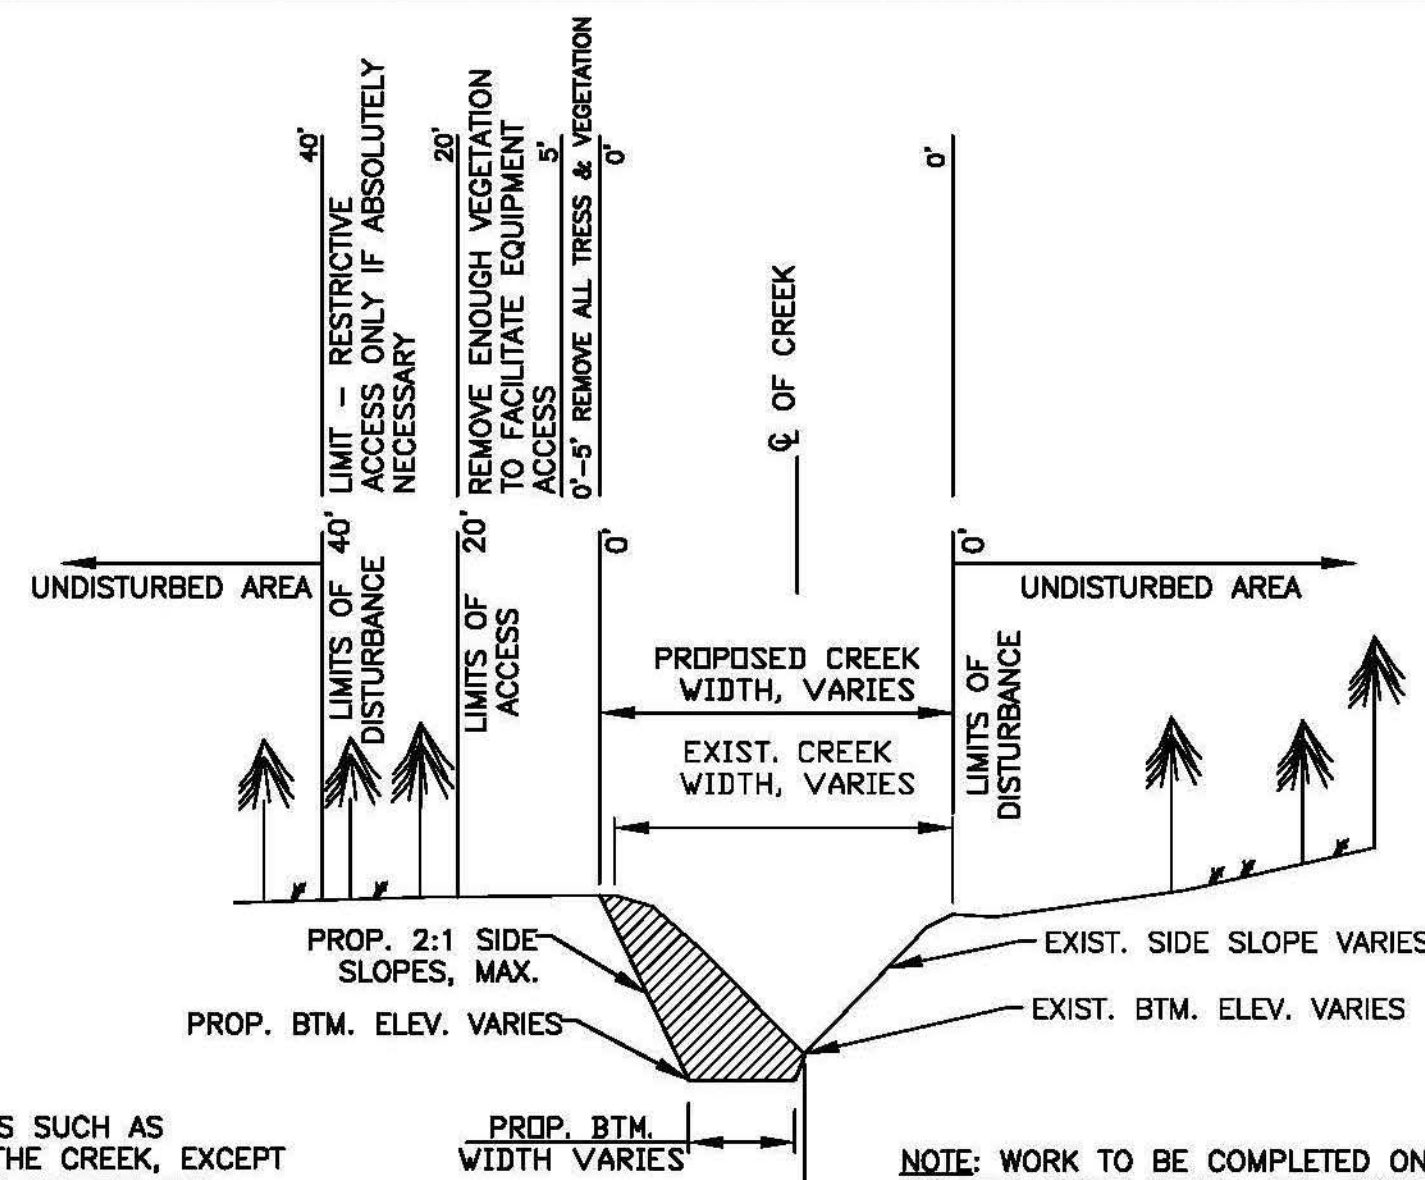 40'
LIMIT – RESTRICTIVE
ACCESS ONLY IF ABSOLUTELY
NECESSARY
20'
REMOVE ENOUGH VEGETATION
TO FACILITATE EQUIPMENT
ACCESS
5'
0'–5' REMOVE ALL TRESS & VEGETATION
0'
℄ OF CREEK
0'
UNDISTURBED AREA
40'
LIMITS OF
DISTURBANCE
20'
LIMITS OF
ACCESS
0'
0'
UNDISTURBED AREA
PROPOSED CREEK
WIDTH, VARIES
EXIST. CREEK
WIDTH, VARIES
LIMITS OF
DISTURBANCE
PROP. 2:1 SIDE
SLOPES, MAX.
PROP. BTM. ELEV. VARIES
EXIST. SIDE SLOPE VARIES
EXIST. BTM. ELEV. VARIES
S SUCH AS
THE CREEK, EXCEPT
PROP. BTM.
WIDTH VARIES
NOTE: WORK TO BE COMPLETED ON